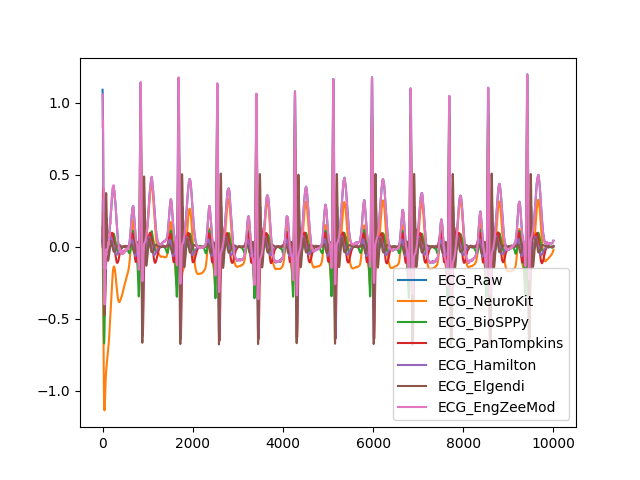 1.0
0.5
0.0
−0.5
−1.0
0
2000
4000
6000
8000
10000
ECG_Raw
ECG_NeuroKit
ECG_BioSPPy
ECG_PanTompkins
ECG_Hamilton
ECG_Elgendi
ECG_EngZeeMod